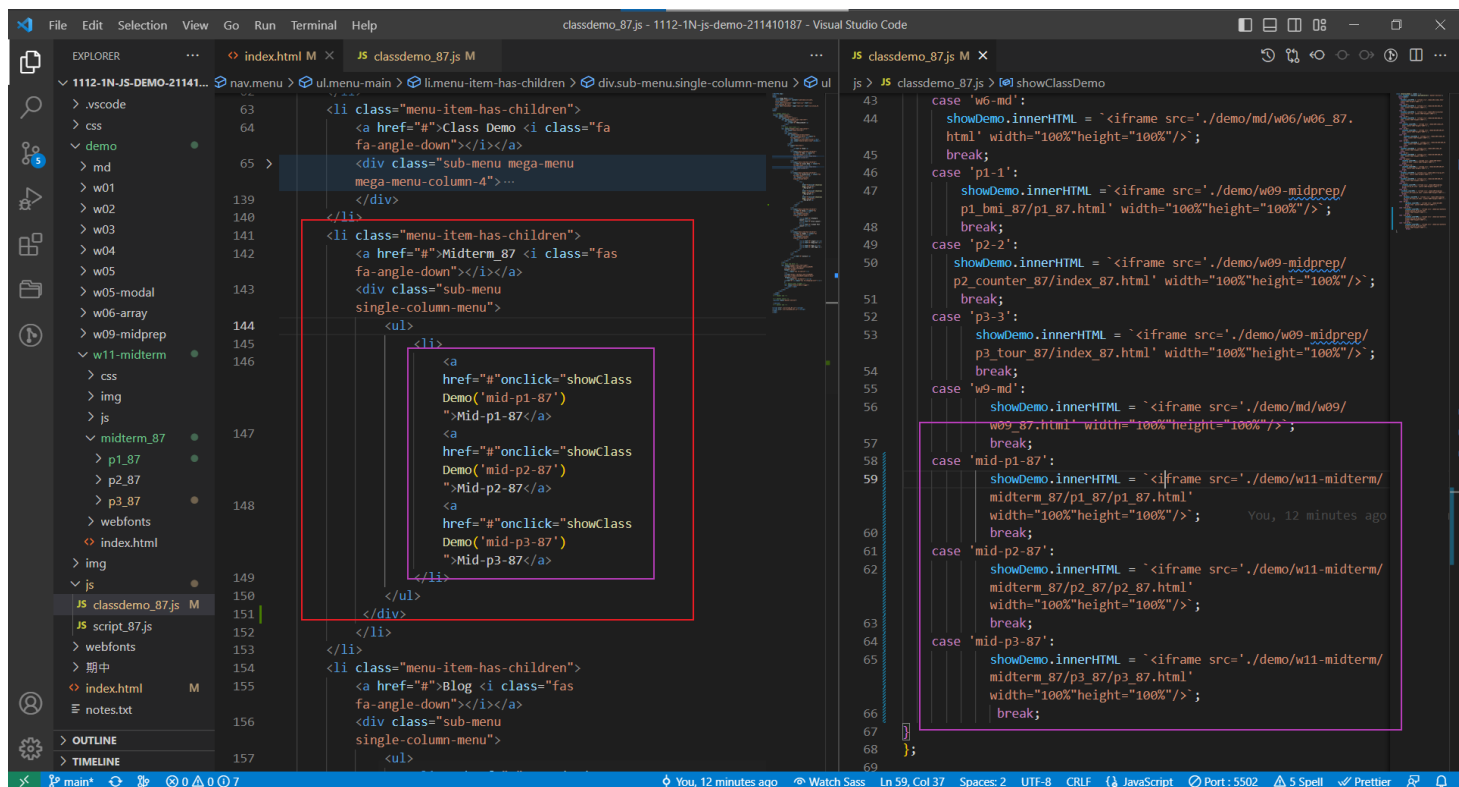 File Edit Selection View Go Run Terminal Help
classdemo_87.js - 1112-1N-js-demo-211410187 - Visual Studio Code
EXPLORER
1112-1N-JS-DEMO-21141...
.vscode
css
demo
md
w01
w02
w03
w04
w05
w05-modal
w06-array
w09-midprep
w11-midterm
css
img
js
midterm_87
p1_87
p2_87
p3_87
webfonts
index.html
img
js
JS classdemo_87.js M
JS script_87.js
webfonts
期中
index.html M
notes.txt
OUTLINE
TIMELINE
index.html M
JS classdemo_87.js M
nav.menu > ul.menu-main > li.menu-item-has-children > div.sub-menu.single-column-menu > ul
63 <li class="menu-item-has-children">
64 <a href="#">Class Demo <i class="fa
fa-angle-down"></i></a>
65 <div class="sub-menu mega-menu
mega-menu-column-4">…
139 </div>
140 </li>
141 <li class="menu-item-has-children">
142 <a href="#">Midterm_87 <i class="fas
fa-angle-down"></i></a>
143 <div class="sub-menu
single-column-menu">
144 <ul>
145 <li>
146 <a
href="#"onclick="showClass
Demo('mid-p1-87')
">Mid-p1-87</a>
147 <a
href="#"onclick="showClass
Demo('mid-p2-87')
">Mid-p2-87</a>
148 <a
href="#"onclick="showClass
Demo('mid-p3-87')
">Mid-p3-87</a>
149 </li>
150 </ul>
151 </div>
152 </li>
153 </li>
154 <li class="menu-item-has-children">
155 <a href="#">Blog <i class="fas
fa-angle-down"></i></a>
156 <div class="sub-menu
single-column-menu">
157 <ul>
JS classdemo_87.js M
js > JS classdemo_87.js > showClassDemo
43 case 'w6-md':
44 showDemo.innerHTML = `<iframe src='./demo/md/w06/w06_87.
html' width="100%"height="100%"/>`;
45 break;
46 case 'p1-1':
47 showDemo.innerHTML =`<iframe src='./demo/w09-midprep/
p1_bmi_87/p1_87.html' width="100%"height="100%"/>`;
48 break;
49 case 'p2-2':
50 showDemo.innerHTML = `<iframe src='./demo/w09-midprep/
p2_counter_87/index_87.html' width="100%"height="100%"/>`;
51 break;
52 case 'p3-3':
53 showDemo.innerHTML = `<iframe src='./demo/w09-midprep/
p3_tour_87/index_87.html' width="100%"height="100%"/>`;
54 break;
55 case 'w9-md':
56 showDemo.innerHTML = `<iframe src='./demo/md/w09/
w09_87.html' width="100%"height="100%"/>`;
57 break;
58 case 'mid-p1-87':
59 showDemo.innerHTML = `<iframe src='./demo/w11-midterm/
midterm_87/p1_87/p1_87.html'
width="100%"height="100%"/>`; You, 12 minutes ago
60 break;
61 case 'mid-p2-87':
62 showDemo.innerHTML = `<iframe src='./demo/w11-midterm/
midterm_87/p2_87/p2_87.html'
width="100%"height="100%"/>`;
63 break;
64 case 'mid-p3-87':
65 showDemo.innerHTML = `<iframe src='./demo/w11-midterm/
midterm_87/p3_87/p3_87.html'
width="100%"height="100%"/>`;
66 break;
67 }
68 };
69
5
main* 0 0 7 You, 12 minutes ago Watch Sass Ln 59, Col 37 Spaces: 2 UTF-8 CRLF JavaScript Port : 5502 5 Spell Prettier